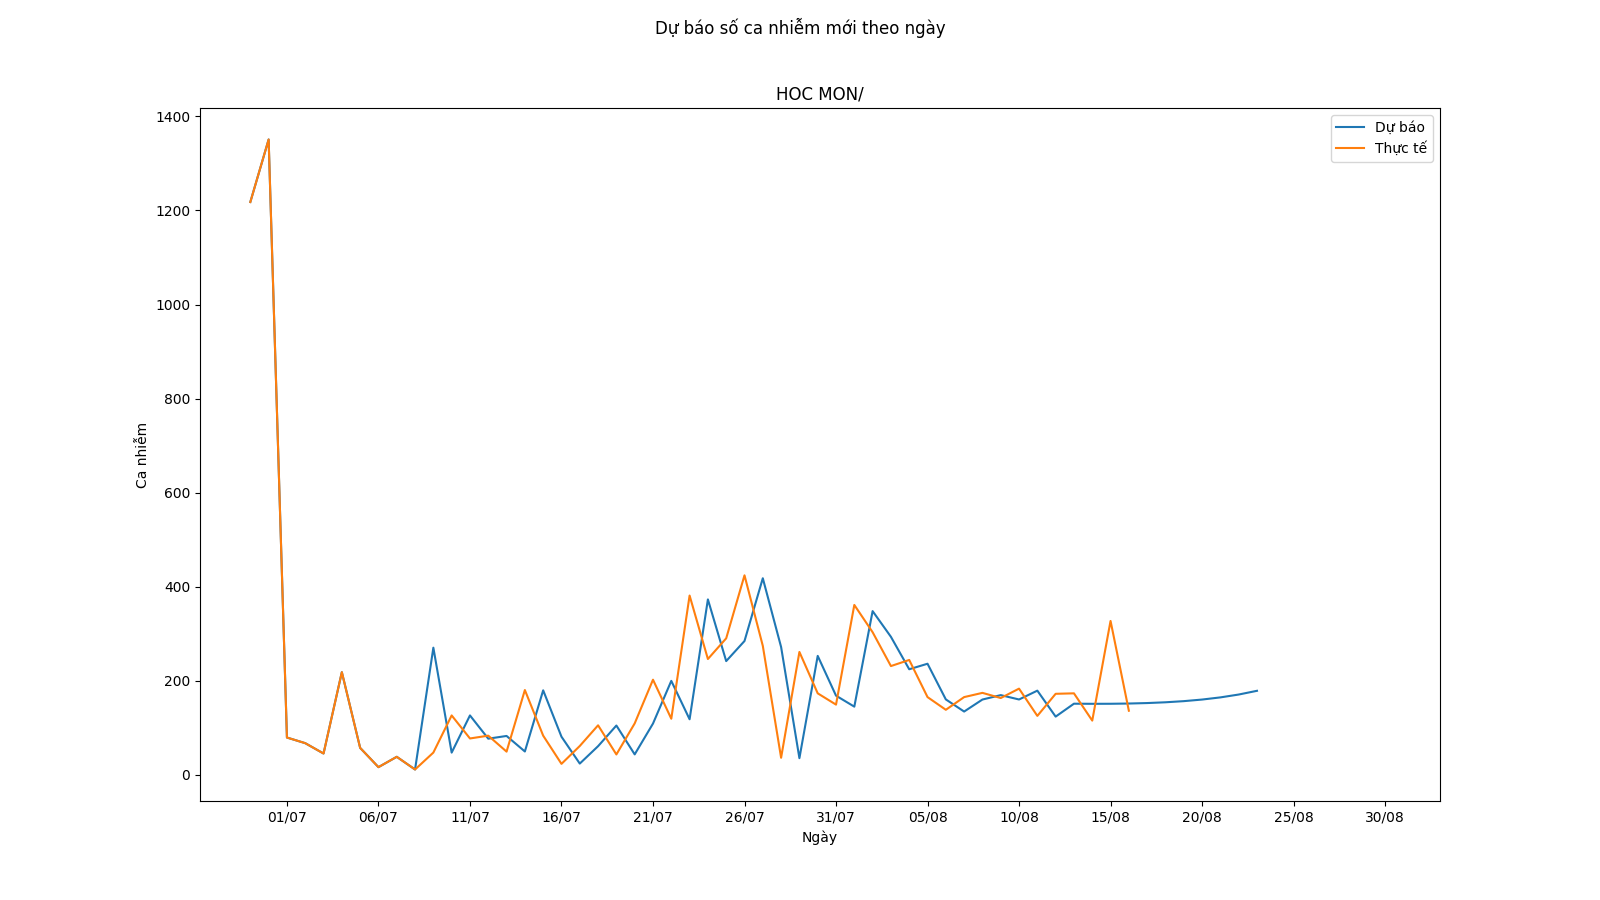 Dự báo số ca nhiễm mới theo ngày
HOC MON/
Dự báo
Thực tế
1400
1200
1000
800
600
400
200
0
Ca nhiễm
01/07 06/07 11/07 16/07 21/07 26/07 31/07 05/08 10/08 15/08 20/08 25/08 30/08
Ngày